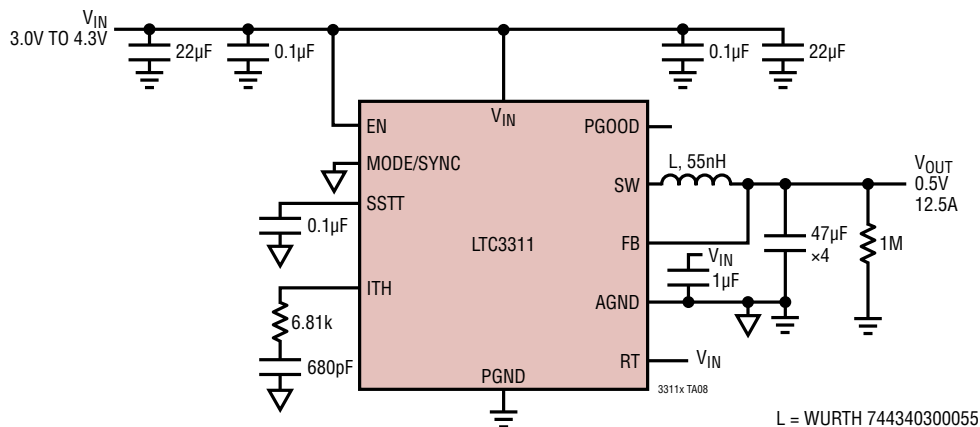 VIN
3.0V TO 4.3V
22µF
0.1µF
0.1µF
22µF
VIN
EN
PGOOD
MODE/SYNC
L, 55nH
VOUT
0.5V
12.5A
SW
SSTT
0.1µF
LTC3311
FB
47µF
×4
1M
VIN
1µF
ITH
AGND
6.81k
680pF
RT
VIN
PGND
3311x TA08
L = WURTH 744340300055